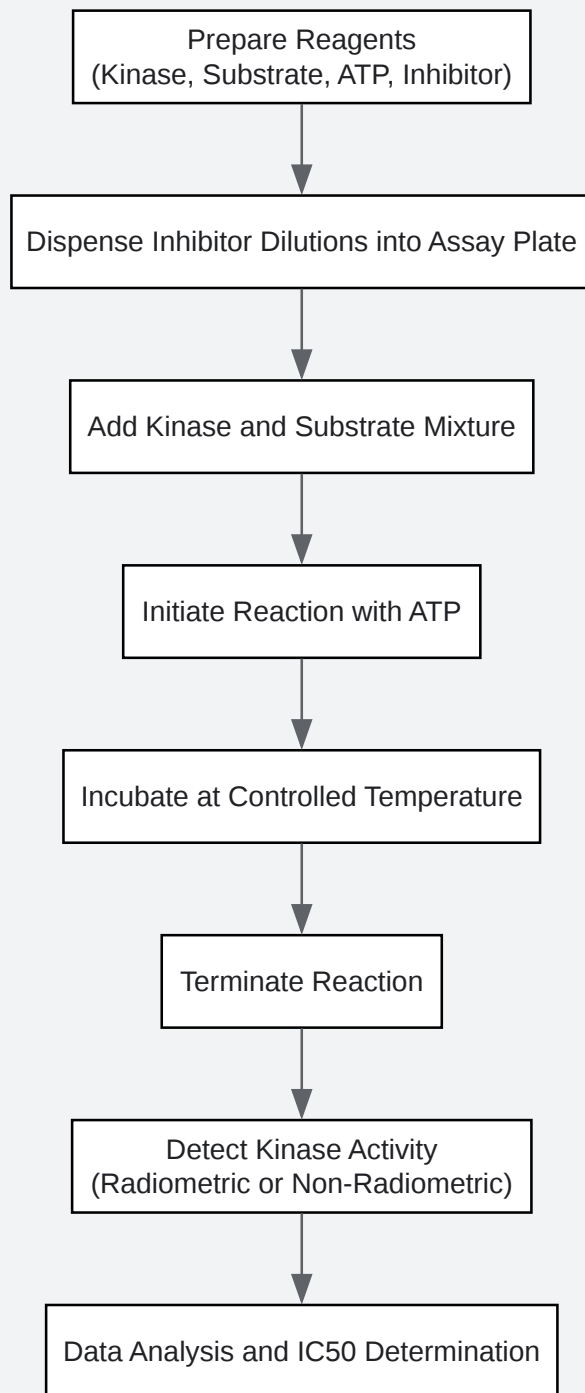 Prepare Reagents
(Kinase, Substrate, ATP, Inhibitor)
Dispense Inhibitor Dilutions into Assay Plate
Add Kinase and Substrate Mixture
Initiate Reaction with ATP
Incubate at Controlled Temperature
Terminate Reaction
Detect Kinase Activity
(Radiometric or Non-Radiometric)
Data Analysis and IC50 Determination